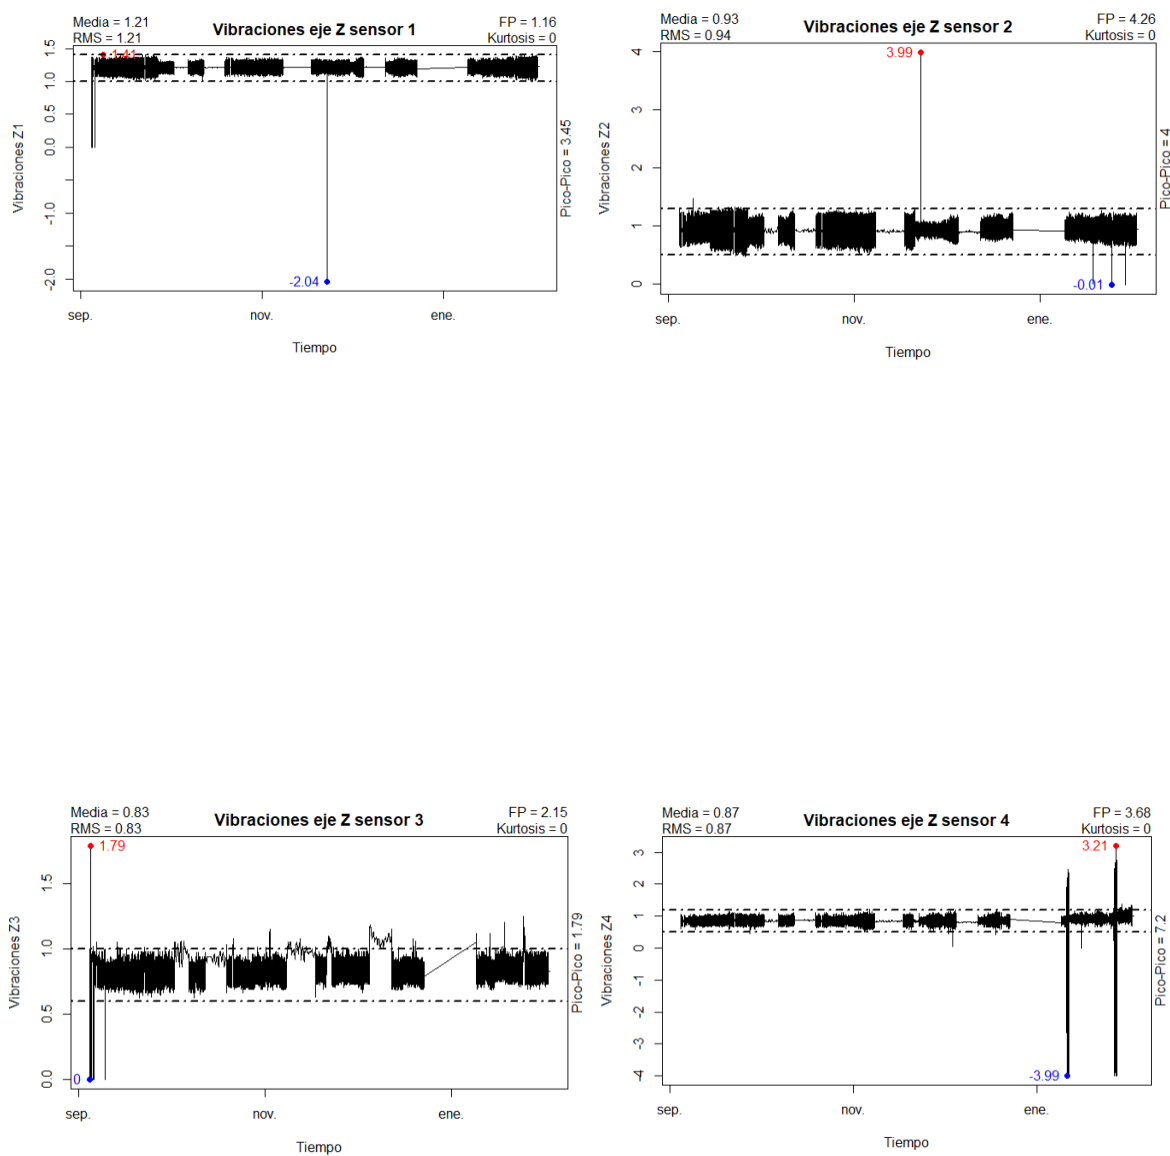 Media = 1.21
RMS = 1.21
Vibraciones eje Z sensor 1
FP = 1.16
Kurtosis = 0
1.41
-2.04
1.5
1.0
0.5
0.0
-1.0
-2.0
Vibraciones Z1
Pico-Pico = 3.45
sep.
nov.
ene.
Tiempo
Media = 0.93
RMS = 0.94
Vibraciones eje Z sensor 2
FP = 4.26
Kurtosis = 0
3.99
-0.01
4
3
2
1
0
Vibraciones Z2
Pico-Pico = 4
sep.
nov.
ene.
Tiempo
Media = 0.83
RMS = 0.83
Vibraciones eje Z sensor 3
FP = 2.15
Kurtosis = 0
1.79
0
1.5
1.0
0.5
0.0
Vibraciones Z3
Pico-Pico = 1.79
sep.
nov.
ene.
Tiempo
Media = 0.87
RMS = 0.87
Vibraciones eje Z sensor 4
FP = 3.68
Kurtosis = 0
3.21
-3.99
3
2
1
0
-1
-2
-3
-4
Vibraciones Z4
Pico-Pico = 7.2
sep.
nov.
ene.
Tiempo